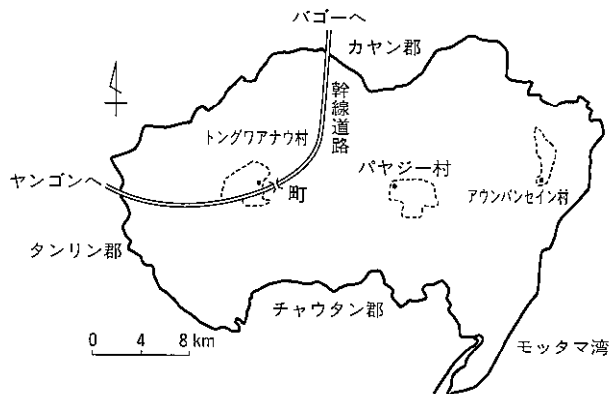 バゴーへ
カヤン郡
幹線道路
トングワアナウ村
ヤンゴンへ
町
パヤジー村
アウンバンセイン村
タンリン郡
チャウタン郡
0 4 8 km
モッタマ湾